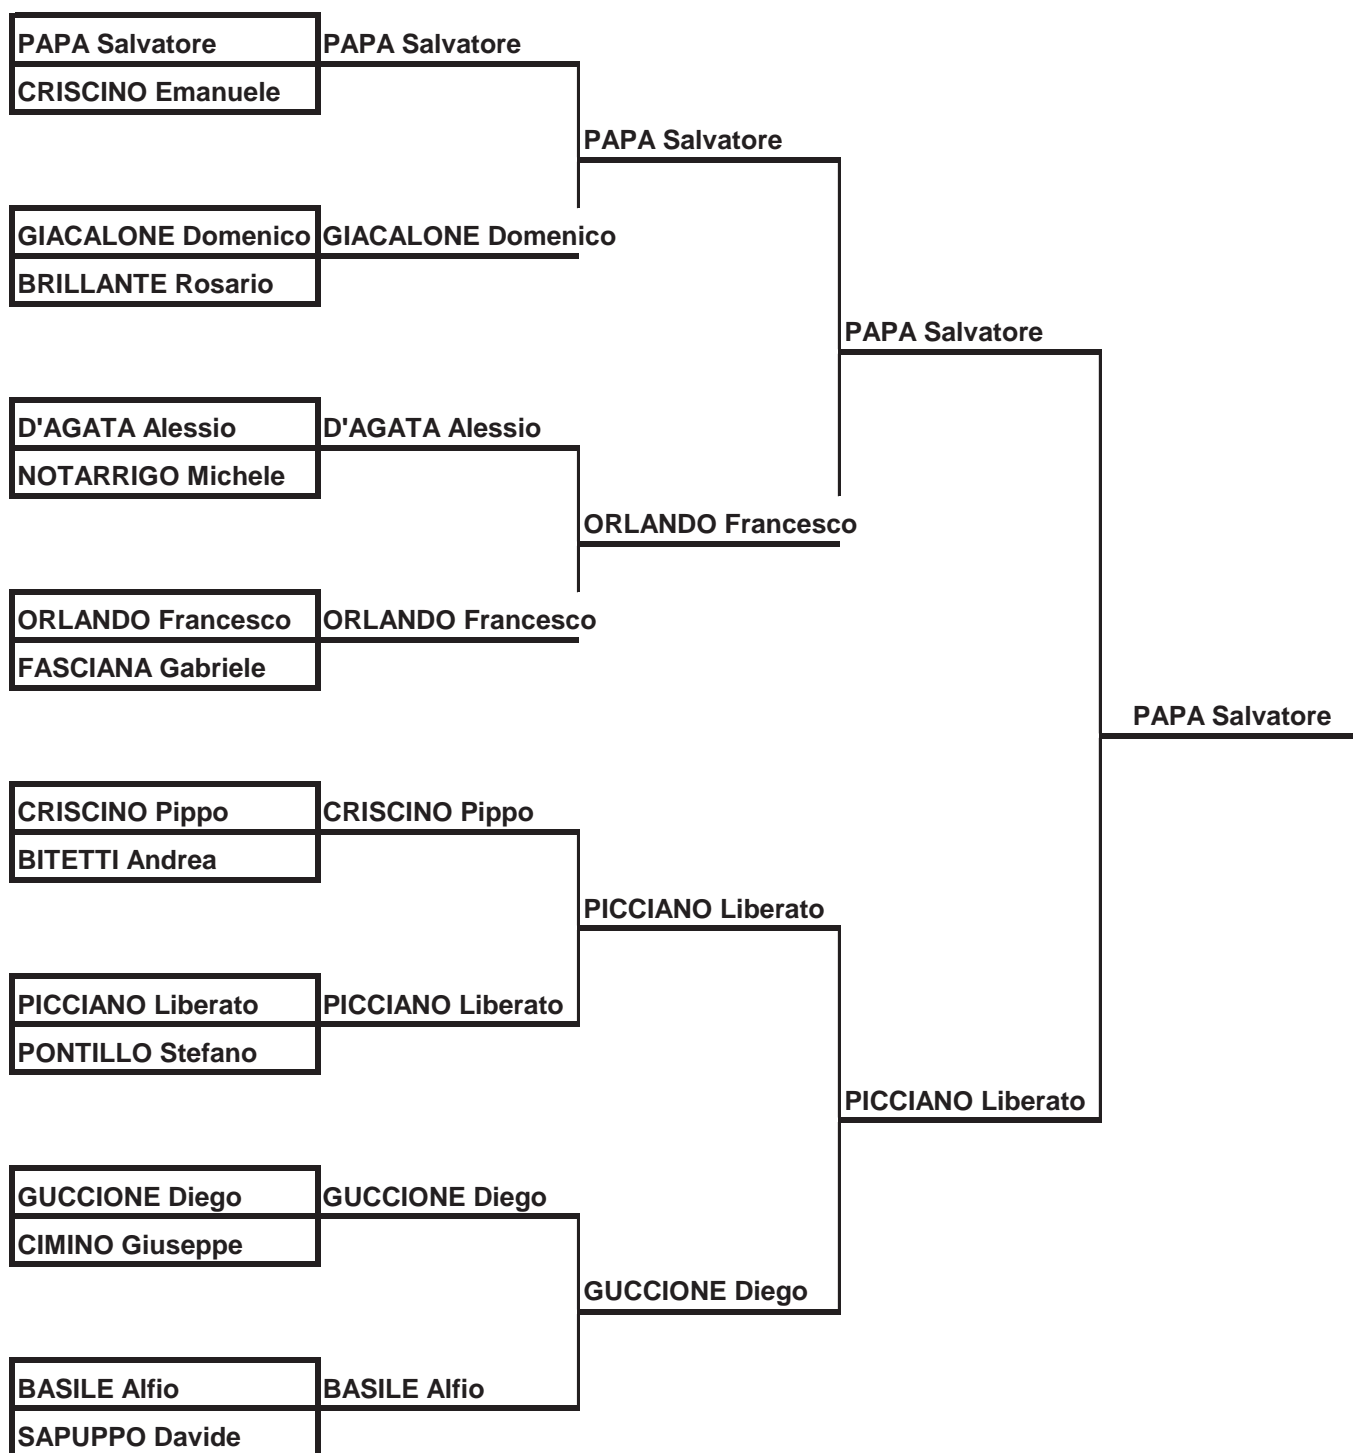 PAPA Salvatore PAPA Salvatore
CRISCINO Emanuele
PAPA Salvatore
GIACALONE Domenico GIACALONE Domenico
BRILLANTE Rosario
PAPA Salvatore
D'AGATA Alessio D'AGATA Alessio
NOTARRIGO Michele
ORLANDO Francesco
ORLANDO Francesco ORLANDO Francesco
FASCIANA Gabriele
PAPA Salvatore
CRISCINO Pippo CRISCINO Pippo
BITETTI Andrea
PICCIANO Liberato
PICCIANO Liberato PICCIANO Liberato
PONTILLO Stefano
PICCIANO Liberato
GUCCIONE Diego GUCCIONE Diego
CIMINO Giuseppe
GUCCIONE Diego
BASILE Alfio BASILE Alfio
SAPUPPO Davide